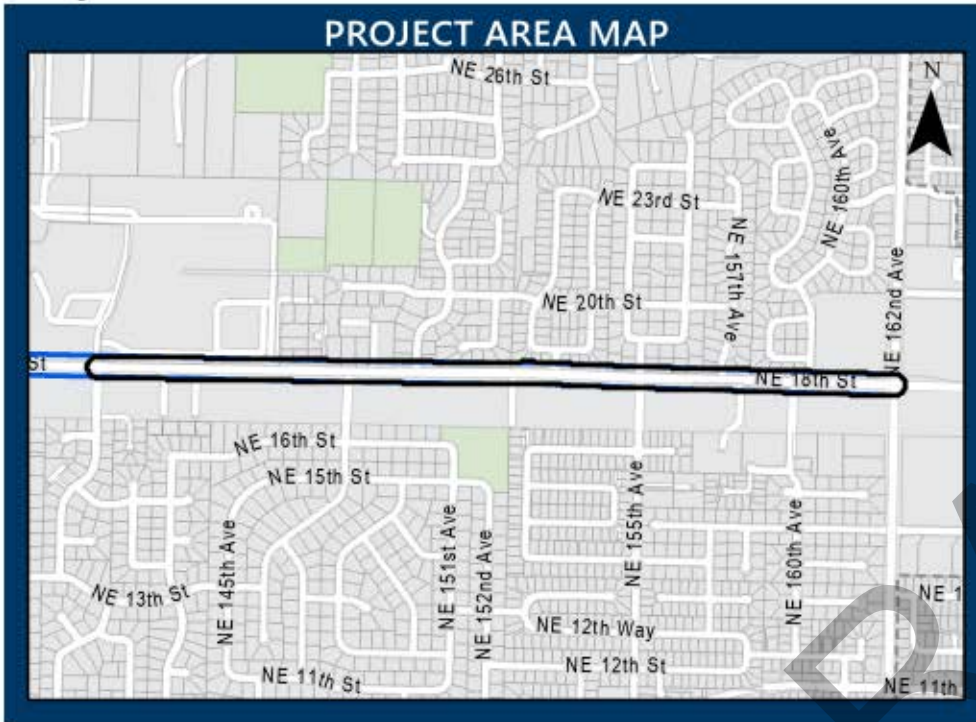 PROJECT AREA MAP
N
NE 26th St
NE 160th Ave
NE 23rd St
NE 157th Ave
NE 162nd Ave
NE 20th St
St
NE 18th St
NE 16th St
NE 15th St
NE 145th Ave
NE 151st Ave
NE 152nd Ave
NE 155th Ave
NE 160th Ave
NE 13th St
NE 1
NE 12th Way
NE 12th St
NE 11th St
NE 11th